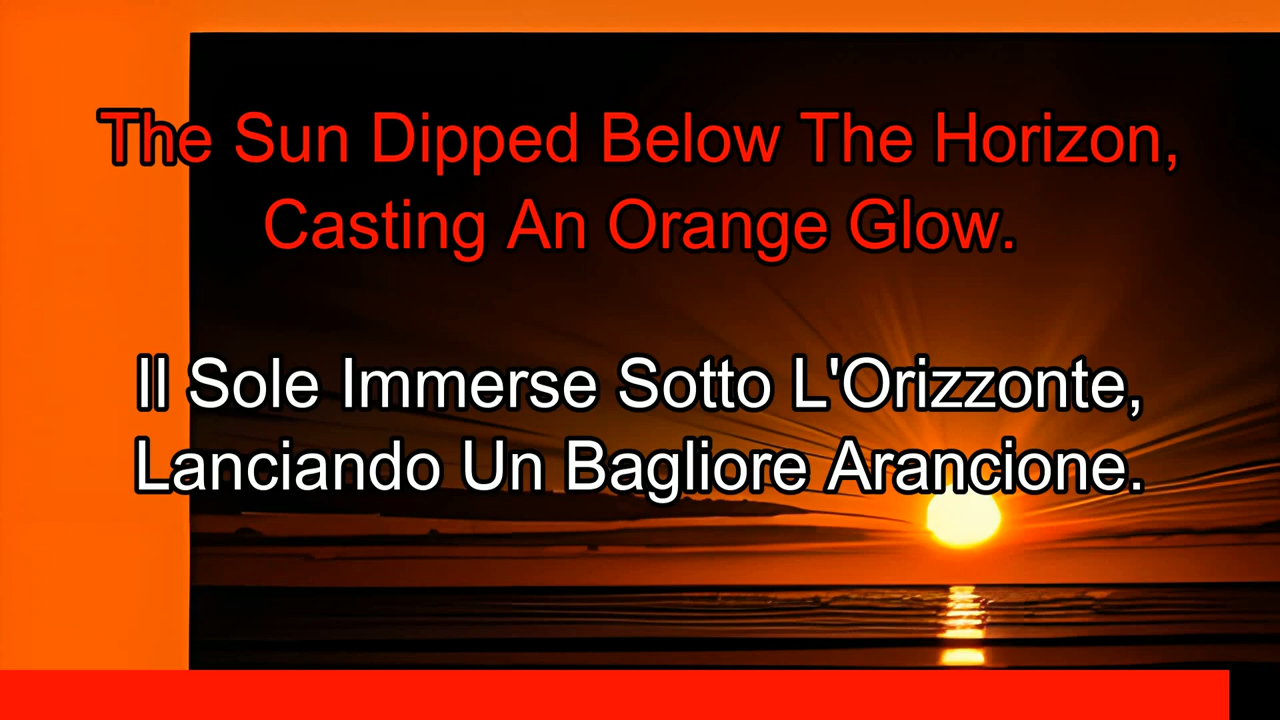 The Sun Dipped Below The Horizon,
Casting An Orange Glow.
Il Sole Immerse Sotto L'Orizzonte,
Lanciando Un Bagliore Arancione.